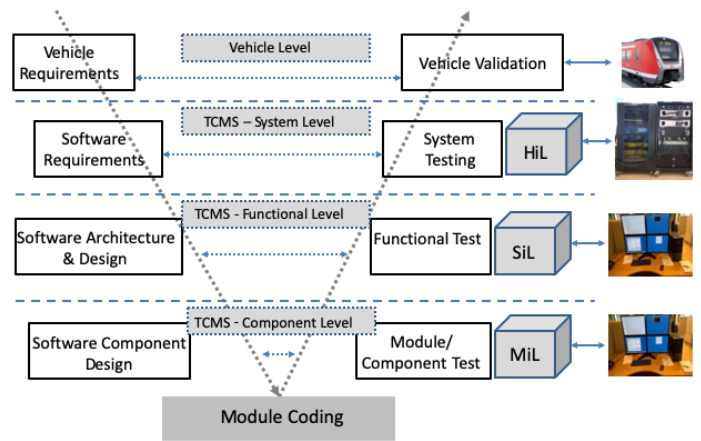 Vehicle Level
Vehicle
Requirements
Vehicle Validation
TCMS – System Level
Software
Requirements
System
Testing
HiL
TCMS - Functional Level
Software Architecture
& Design
Functional Test
SiL
TCMS - Component Level
Software Component
Design
Module/
Component Test
MiL
Module Coding